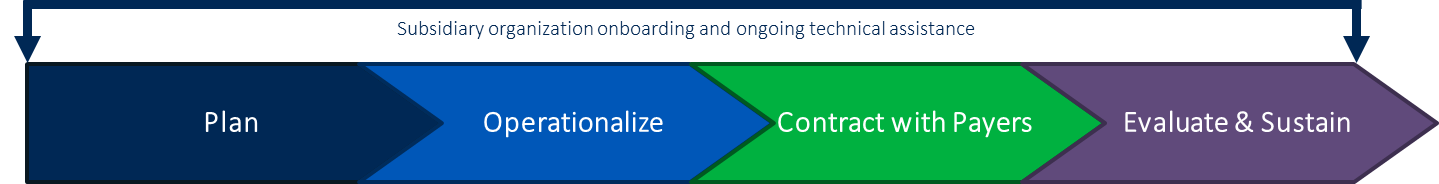 Subsidiary organization onboarding and ongoing technical assistance
Plan
Operationalize
Contract with Payers
Evaluate & Sustain